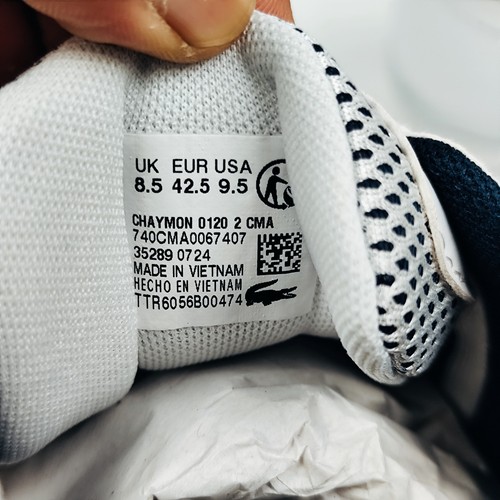 UK EUR USA
8.5 42.5 9.5
CHAYMON 0120 2 CMA
740CMA0067407
35289 0724
MADE IN VIETNAM
HECHO EN VIETNAM
TTR6056B00474